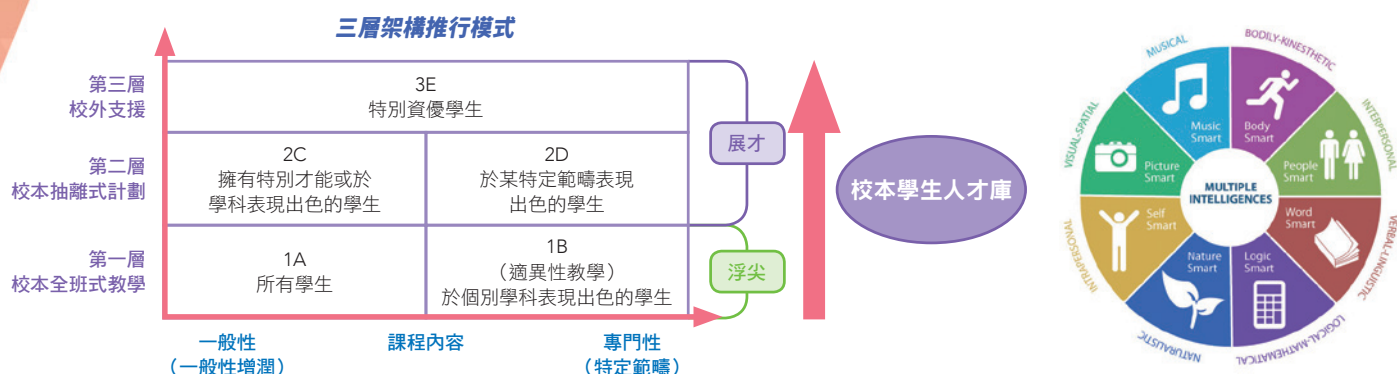 三層架構推行模式
第三層
校外支援
3E
特別資優學生
展才
第二層
校本抽離式計劃
2C
擁有特別才能或於
學科表現出色的學生
2D
於某特定範疇表現
出色的學生
第一層
校本全班式教學
1A
所有學生
1B
（適異性教學）
於個別學科表現出色的學生
浮尖
一般性
（一般性增潤）
課程內容
專門性
（特定範疇）
校本學生人才庫
MULTIPLE
INTELLIGENCES
MUSICAL
Music
Smart
BODILY-KINESTHETIC
Body
Smart
INTERPERSONAL
People
Smart
VERBAL-LINGUISTIC
Word
Smart
LOGICAL-MATHEMATICAL
Logic
Smart
NATURALISTIC
Nature
Smart
INTRAPERSONAL
Self
Smart
VISUAL-SPATIAL
Picture
Smart